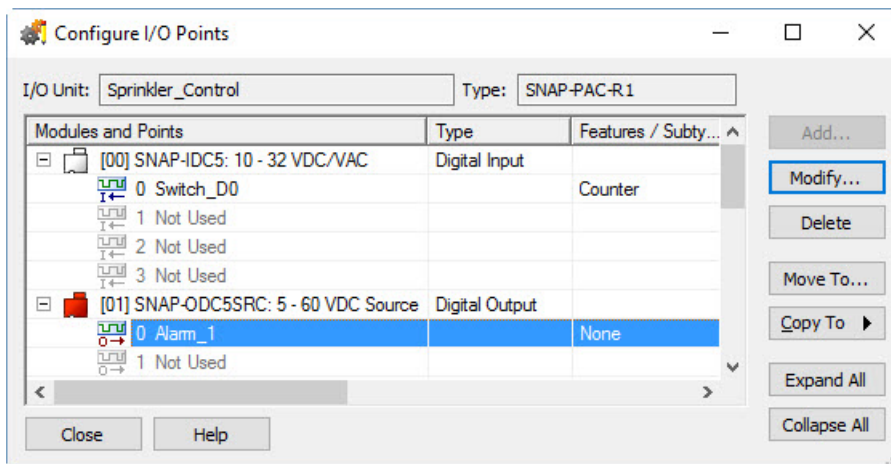 Configure I/O Points
I/O Unit: Sprinkler_Control Type: SNAP-PAC-R1
Modules and Points Type Features / Subty...
[00] SNAP-IDC5: 10 - 32 VDC/VAC Digital Input
0 Switch_D0 Counter
1 Not Used
2 Not Used
3 Not Used
[01] SNAP-ODC5SRC: 5 - 60 VDC Source Digital Output
0 Alarm_1 None
1 Not Used
Add...
Modify...
Delete
Move To...
Copy To
Expand All
Collapse All
Close Help